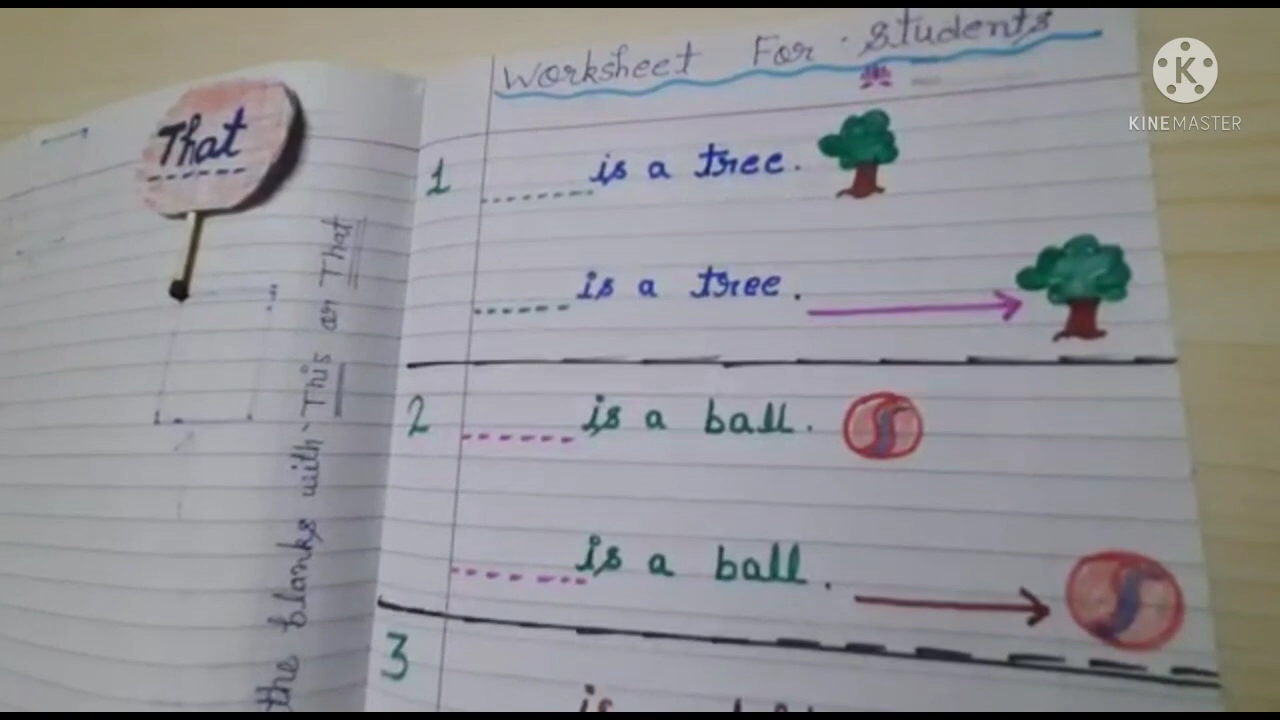 Worksheet For Students
That
1 ------ is a tree.
------ is a tree.
2 ------ is a ball.
------ is a ball.
3
is
the blanks with - This or That
KINEMASTER